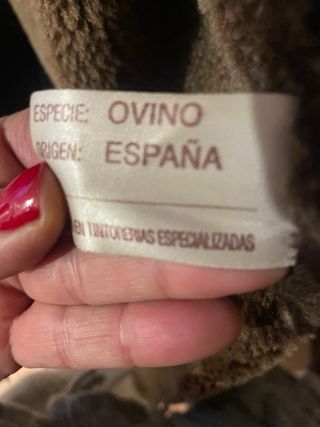 ESPECIE: OVINO
ORIGEN: ESPAÑA
EN TINTORERIAS ESPECIALIZADAS